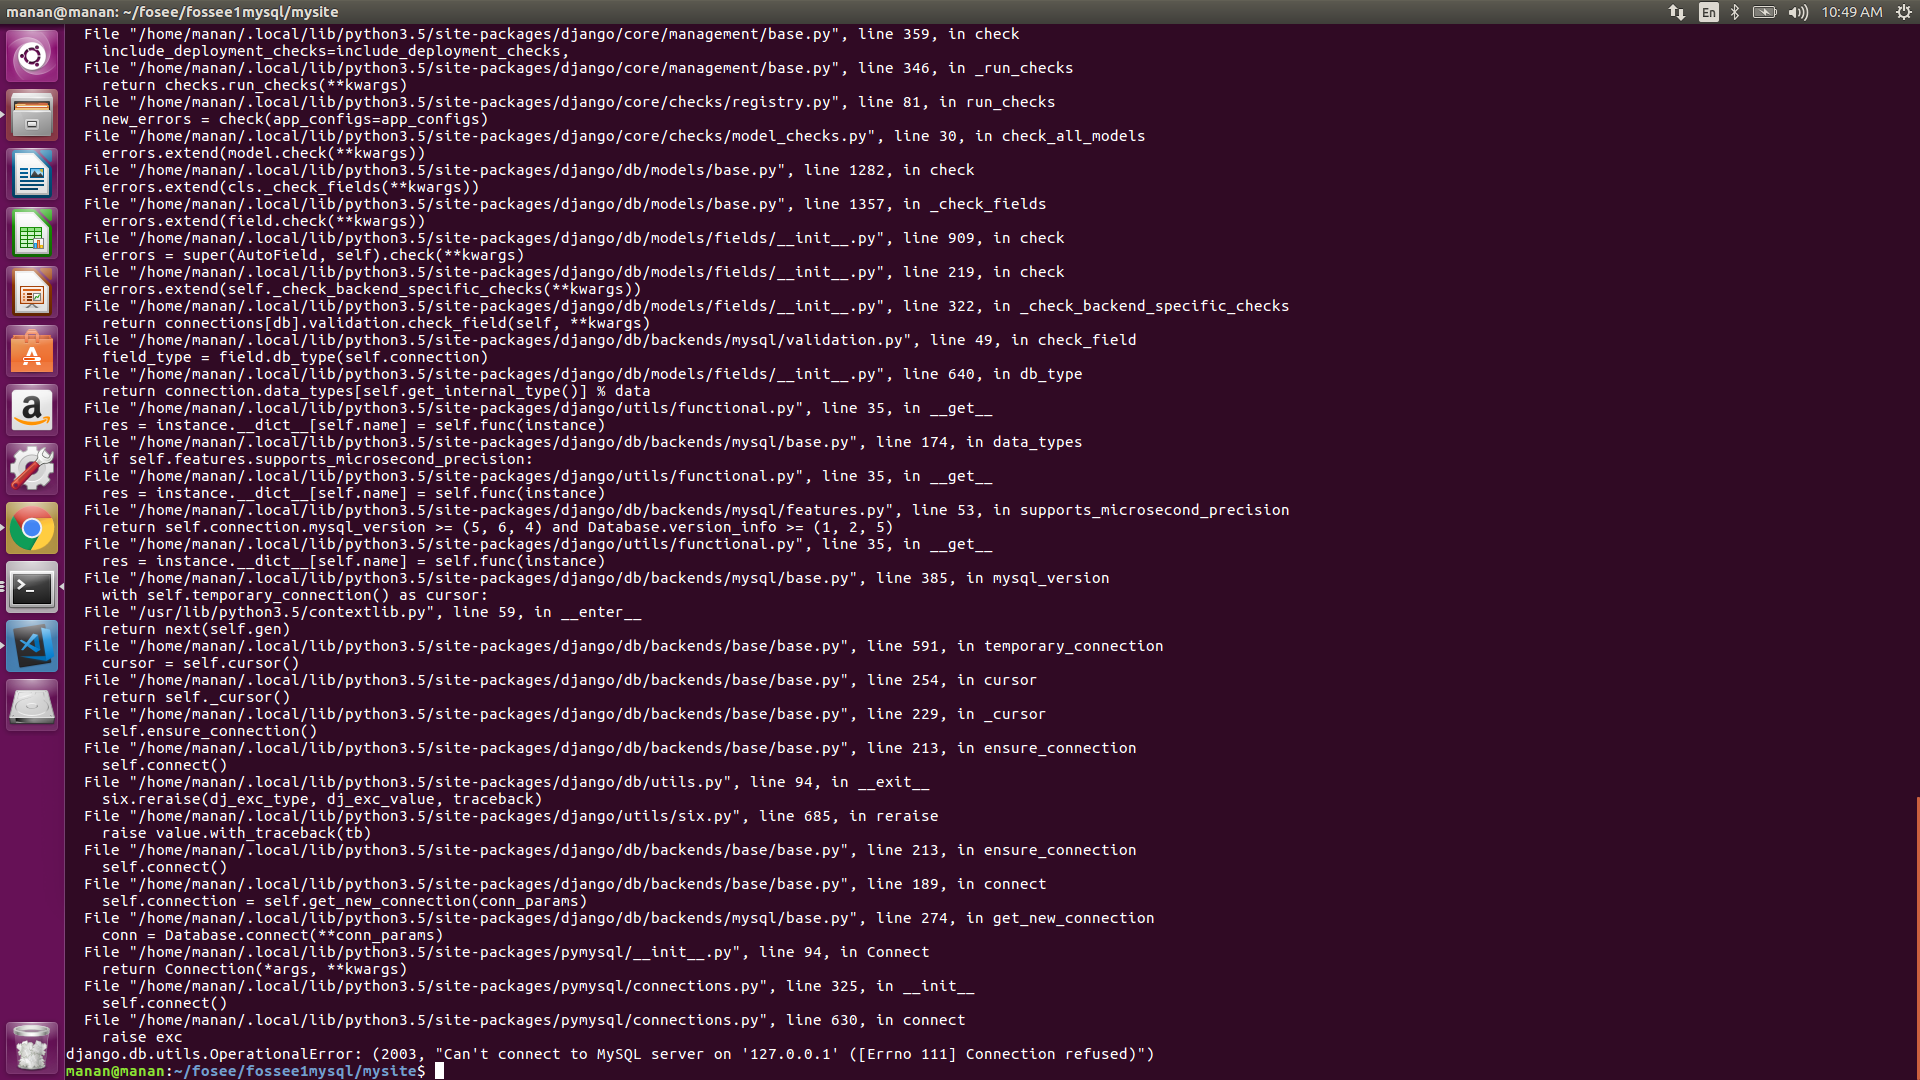 manan@manan: ~/fosee/fossee1mysql/mysite
En
10:49 AM
File "/home/manan/.local/lib/python3.5/site-packages/django/core/management/base.py", line 359, in check
include_deployment_checks=include_deployment_checks,
File "/home/manan/.local/lib/python3.5/site-packages/django/core/management/base.py", line 346, in _run_checks
return checks.run_checks(**kwargs)
File "/home/manan/.local/lib/python3.5/site-packages/django/core/checks/registry.py", line 81, in run_checks
new_errors = check(app_configs=app_configs)
File "/home/manan/.local/lib/python3.5/site-packages/django/core/checks/model_checks.py", line 30, in check_all_models
errors.extend(model.check(**kwargs))
File "/home/manan/.local/lib/python3.5/site-packages/django/db/models/base.py", line 1282, in check
errors.extend(cls._check_fields(**kwargs))
File "/home/manan/.local/lib/python3.5/site-packages/django/db/models/base.py", line 1357, in _check_fields
errors.extend(field.check(**kwargs))
File "/home/manan/.local/lib/python3.5/site-packages/django/db/models/fields/__init__.py", line 909, in check
errors = super(AutoField, self).check(**kwargs)
File "/home/manan/.local/lib/python3.5/site-packages/django/db/models/fields/__init__.py", line 219, in check
errors.extend(self._check_backend_specific_checks(**kwargs))
File "/home/manan/.local/lib/python3.5/site-packages/django/db/models/fields/__init__.py", line 322, in _check_backend_specific_checks
return connections[db].validation.check_field(self, **kwargs)
File "/home/manan/.local/lib/python3.5/site-packages/django/db/backends/mysql/validation.py", line 49, in check_field
field_type = field.db_type(self.connection)
File "/home/manan/.local/lib/python3.5/site-packages/django/db/models/fields/__init__.py", line 640, in db_type
return connection.data_types[self.get_internal_type()] % data
File "/home/manan/.local/lib/python3.5/site-packages/django/utils/functional.py", line 35, in __get__
res = instance.__dict__[self.name] = self.func(instance)
File "/home/manan/.local/lib/python3.5/site-packages/django/db/backends/mysql/base.py", line 174, in data_types
if self.features.supports_microsecond_precision:
File "/home/manan/.local/lib/python3.5/site-packages/django/utils/functional.py", line 35, in __get__
res = instance.__dict__[self.name] = self.func(instance)
File "/home/manan/.local/lib/python3.5/site-packages/django/db/backends/mysql/features.py", line 53, in supports_microsecond_precision
return self.connection.mysql_version >= (5, 6, 4) and Database.version_info >= (1, 2, 5)
File "/home/manan/.local/lib/python3.5/site-packages/django/utils/functional.py", line 35, in __get__
res = instance.__dict__[self.name] = self.func(instance)
File "/home/manan/.local/lib/python3.5/site-packages/django/db/backends/mysql/base.py", line 385, in mysql_version
with self.temporary_connection() as cursor:
File "/usr/lib/python3.5/contextlib.py", line 59, in __enter__
return next(self.gen)
File "/home/manan/.local/lib/python3.5/site-packages/django/db/backends/base/base.py", line 591, in temporary_connection
cursor = self.cursor()
File "/home/manan/.local/lib/python3.5/site-packages/django/db/backends/base/base.py", line 254, in cursor
return self._cursor()
File "/home/manan/.local/lib/python3.5/site-packages/django/db/backends/base/base.py", line 229, in _cursor
self.ensure_connection()
File "/home/manan/.local/lib/python3.5/site-packages/django/db/backends/base/base.py", line 213, in ensure_connection
self.connect()
File "/home/manan/.local/lib/python3.5/site-packages/django/db/utils.py", line 94, in __exit__
six.reraise(dj_exc_type, dj_exc_value, traceback)
File "/home/manan/.local/lib/python3.5/site-packages/django/utils/six.py", line 685, in reraise
raise value.with_traceback(tb)
File "/home/manan/.local/lib/python3.5/site-packages/django/db/backends/base/base.py", line 213, in ensure_connection
self.connect()
File "/home/manan/.local/lib/python3.5/site-packages/django/db/backends/base/base.py", line 189, in connect
self.connection = self.get_new_connection(conn_params)
File "/home/manan/.local/lib/python3.5/site-packages/django/db/backends/mysql/base.py", line 274, in get_new_connection
conn = Database.connect(**conn_params)
File "/home/manan/.local/lib/python3.5/site-packages/pymysql/__init__.py", line 94, in Connect
return Connection(*args, **kwargs)
File "/home/manan/.local/lib/python3.5/site-packages/pymysql/connections.py", line 325, in __init__
self.connect()
File "/home/manan/.local/lib/python3.5/site-packages/pymysql/connections.py", line 630, in connect
raise exc
django.db.utils.OperationalError: (2003, "Can't connect to MySQL server on '127.0.0.1' ([Errno 111] Connection refused)")
manan@manan:~/fosee/fossee1mysql/mysite$